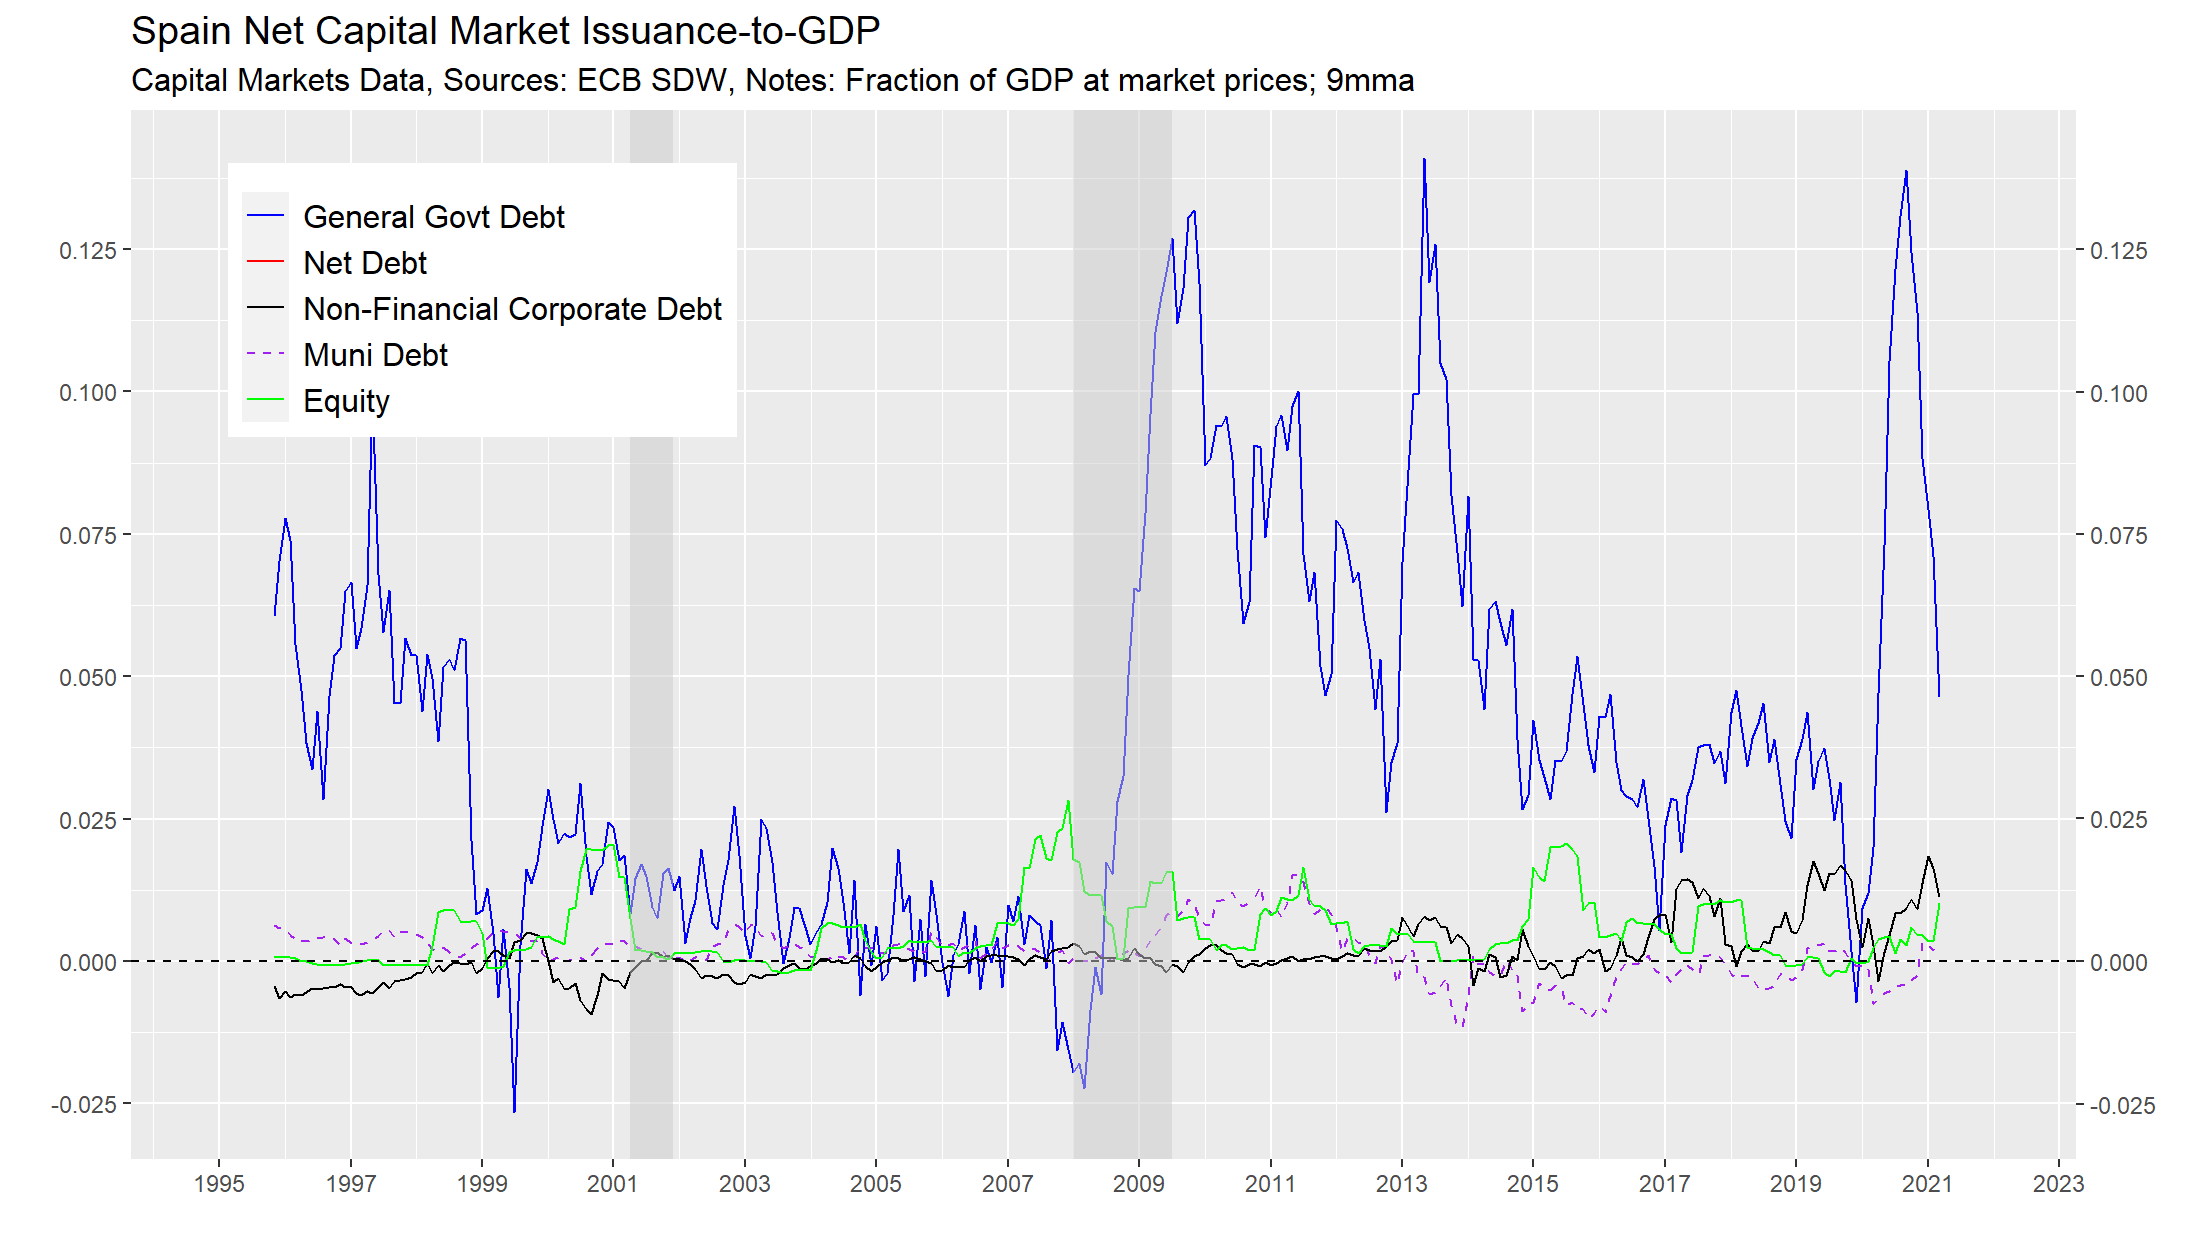 Spain Net Capital Market Issuance-to-GDP
Capital Markets Data, Sources: ECB SDW, Notes: Fraction of GDP at market prices; 9mma
General Govt Debt
Net Debt
Non-Financial Corporate Debt
Muni Debt
Equity
0.125
0.100
0.075
0.050
0.025
0.000
-0.025
0.125
0.100
0.075
0.050
0.025
0.000
-0.025
1995 1997 1999 2001 2003 2005 2007 2009 2011 2013 2015 2017 2019 2021 2023